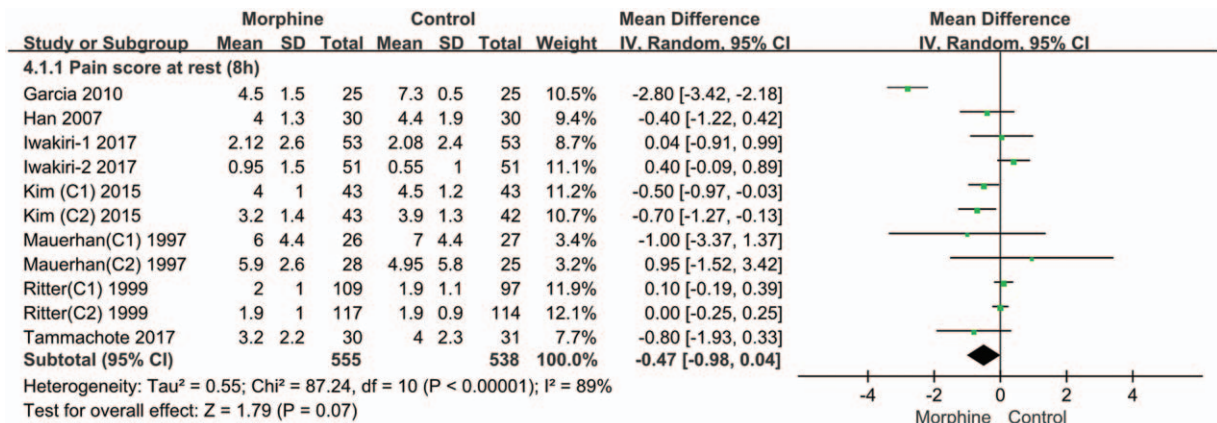 Morphine Control Mean Difference Mean Difference
Study or Subgroup Mean SD Total Mean SD Total Weight IV, Random, 95% CI IV, Random, 95% CI
4.1.1 Pain score at rest (8h)
Garcia 2010 4.5 1.5 25 7.3 0.5 25 10.5% -2.80 [-3.42, -2.18]
Han 2007 4 1.3 30 4.4 1.9 30 9.4% -0.40 [-1.22, 0.42]
Iwakiri-1 2017 2.12 2.6 53 2.08 2.4 53 8.7% 0.04 [-0.91, 0.99]
Iwakiri-2 2017 0.95 1.5 51 0.55 1 51 11.1% 0.40 [-0.09, 0.89]
Kim (C1) 2015 4 1 43 4.5 1.2 43 11.2% -0.50 [-0.97, -0.03]
Kim (C2) 2015 3.2 1.4 43 3.9 1.3 42 10.7% -0.70 [-1.27, -0.13]
Mauerhan(C1) 1997 6 4.4 26 7 4.4 27 3.4% -1.00 [-3.37, 1.37]
Mauerhan(C2) 1997 5.9 2.6 28 4.95 5.8 25 3.2% 0.95 [-1.52, 3.42]
Ritter(C1) 1999 2 1 109 1.9 1.1 97 11.9% 0.10 [-0.19, 0.39]
Ritter(C2) 1999 1.9 1 117 1.9 0.9 114 12.1% 0.00 [-0.25, 0.25]
Tammachote 2017 3.2 2.2 30 4 2.3 31 7.7% -0.80 [-1.93, 0.33]
Subtotal (95% CI) 555 538 100.0% -0.47 [-0.98, 0.04]
Heterogeneity: Tau² = 0.55; Chi² = 87.24, df = 10 (P < 0.00001); I² = 89%
Test for overall effect: Z = 1.79 (P = 0.07)
-4 -2 0 2 4
Morphine Control